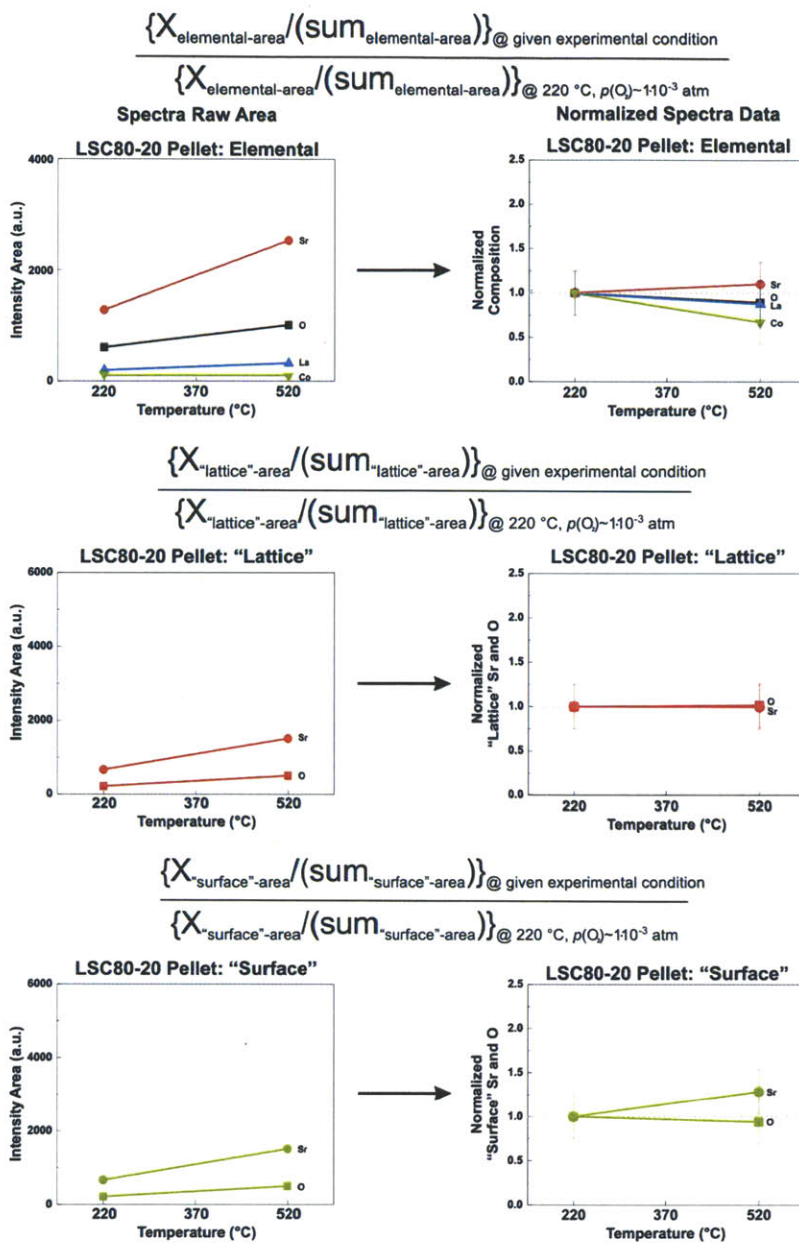 {X elemental-area/(sum elemental-area)}@ given experimental condition
{X elemental-area/(sum elemental-area)}@ 220 °C, p(O₂)~1·10⁻³ atm
Spectra Raw Area
Normalized Spectra Data
LSC80-20 Pellet: Elemental
4000
2000
0
Intensity Area (a.u.)
Sr
O
La
Co
220
370
520
Temperature (°C)
LSC80-20 Pellet: Elemental
2.5
2.0
1.5
1.0
0.5
0.0
Normalized
Composition
Sr
O
La
Co
220
370
520
Temperature (°C)
{X "lattice"-area/(sum "lattice"-area)}@ given experimental condition
{X "lattice"-area/(sum "lattice"-area)}@ 220 °C, p(O₂)~1·10⁻³ atm
LSC80-20 Pellet: “Lattice”
6000
4000
2000
0
Intensity Area (a.u.)
Sr
O
220
370
520
Temperature (°C)
LSC80-20 Pellet: “Lattice”
2.5
2.0
1.5
1.0
0.5
0.0
Normalized
“Lattice” Sr and O
O
Sr
220
370
520
Temperature (°C)
{X "surface"-area/(sum "surface"-area)}@ given experimental condition
{X "surface"-area/(sum "surface"-area)}@ 220 °C, p(O₂)~1·10⁻³ atm
LSC80-20 Pellet: “Surface”
6000
4000
2000
0
Intensity Area (a.u.)
Sr
O
220
370
520
Temperature (°C)
LSC80-20 Pellet: “Surface”
2.5
2.0
1.5
1.0
0.5
0.0
Normalized
“Surface” Sr and O
Sr
O
220
370
520
Temperature (°C)